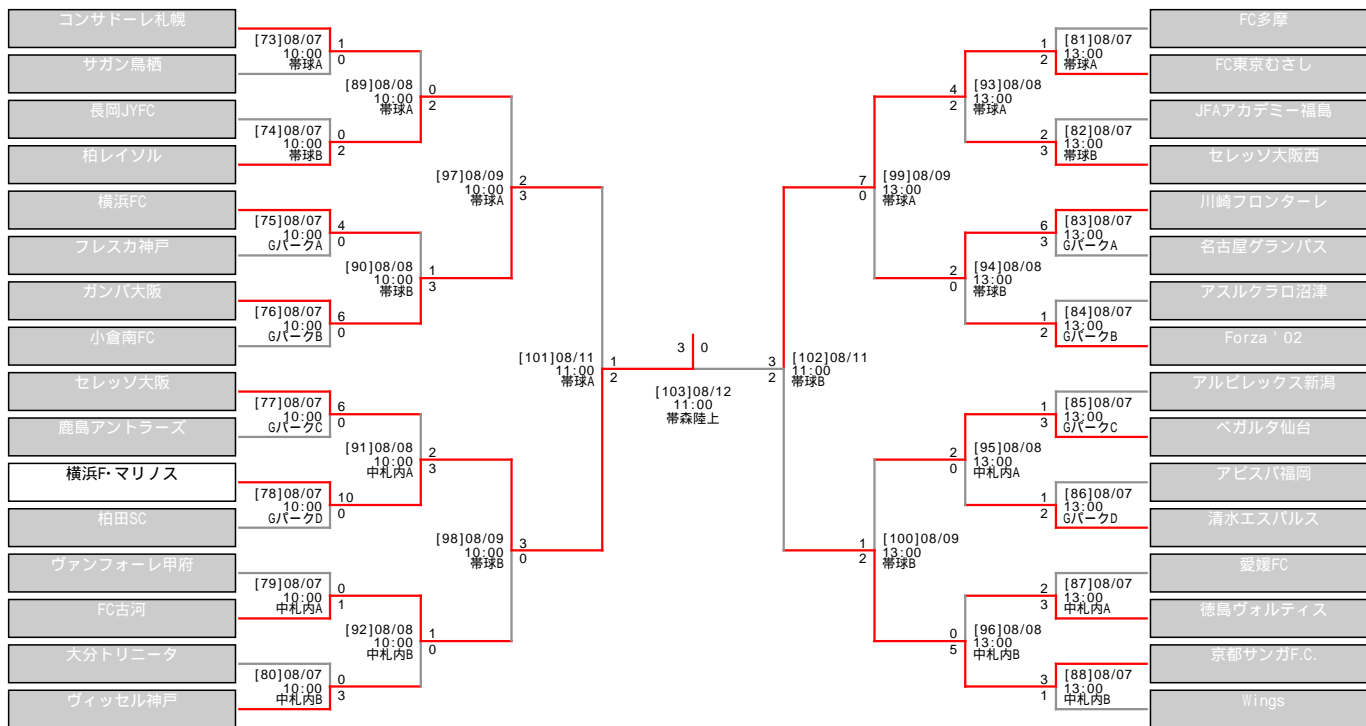 コンサドーレ札幌
サガン鳥栖
長岡JYFC
柏レイソル
横浜FC
フレスカ神戸
ガンバ大阪
小倉南FC
セレッソ大阪
鹿島アントラーズ
横浜F・マリノス
柏田SC
ヴァンフォーレ甲府
FC古河
大分トリニータ
ヴィッセル神戸
[73]08/07
10:00
帯球A
1
0
[74]08/07
10:00
帯球B
0
2
[75]08/07
10:00
GパークA
4
0
[76]08/07
10:00
GパークB
6
0
[77]08/07
10:00
GパークC
6
0
[78]08/07
10:00
GパークD
10
0
[79]08/07
10:00
中札内A
0
1
[80]08/07
10:00
中札内B
0
3
[89]08/08
10:00
帯球A
0
2
[90]08/08
10:00
帯球B
1
3
[91]08/08
10:00
中札内A
2
3
[92]08/08
10:00
中札内B
1
0
[97]08/09
10:00
帯球A
2
3
[98]08/09
10:00
帯球B
3
0
[101]08/11
11:00
帯球A
1
2
3 0
[103]08/12
11:00
帯森陸上
3
2
[102]08/11
11:00
帯球B
7
0
[99]08/09
13:00
帯球A
1
2
[100]08/09
13:00
帯球B
4
2
[93]08/08
13:00
帯球A
2
0
[94]08/08
13:00
帯球B
2
0
[95]08/08
13:00
中札内A
0
5
[96]08/08
13:00
中札内B
1
2
[81]08/07
13:00
帯球A
2
3
[82]08/07
13:00
帯球B
6
3
[83]08/07
13:00
GパークA
1
2
[84]08/07
13:00
GパークB
1
3
[85]08/07
13:00
GパークC
1
2
[86]08/07
13:00
GパークD
2
3
[87]08/07
13:00
中札内A
3
1
[88]08/07
13:00
中札内B
FC多摩
FC東京むさし
JFAアカデミー福島
セレッソ大阪西
川崎フロンターレ
名古屋グランパス
アスルクラロ沼津
Forza'02
アルビレックス新潟
ベガルタ仙台
アビスパ福岡
清水エスパルス
愛媛FC
徳島ヴォルティス
京都サンガF.C.
Wings